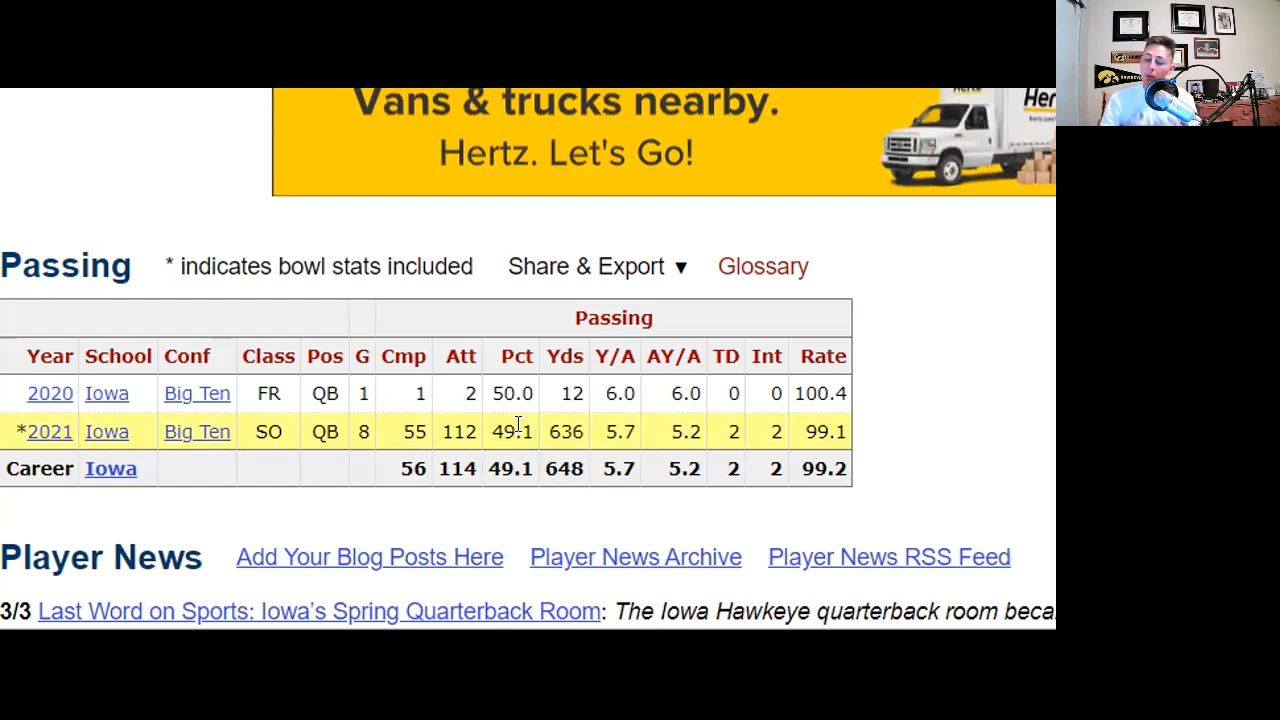 Vans & trucks nearby.
Hertz. Let's Go!
Passing * indicates bowl stats included Share & Export ▼ Glossary
Passing
Year School Conf Class Pos G Cmp Att Pct Yds Y/A AY/A TD Int Rate
2020 Iowa Big Ten FR QB 1 1 2 50.0 12 6.0 6.0 0 0 100.4
*2021 Iowa Big Ten SO QB 8 55 112 49.1 636 5.7 5.2 2 2 99.1
Career Iowa 56 114 49.1 648 5.7 5.2 2 2 99.2
Player News Add Your Blog Posts Here Player News Archive Player News RSS Feed
3/3 Last Word on Sports: Iowa's Spring Quarterback Room: The Iowa Hawkeye quarterback room beca